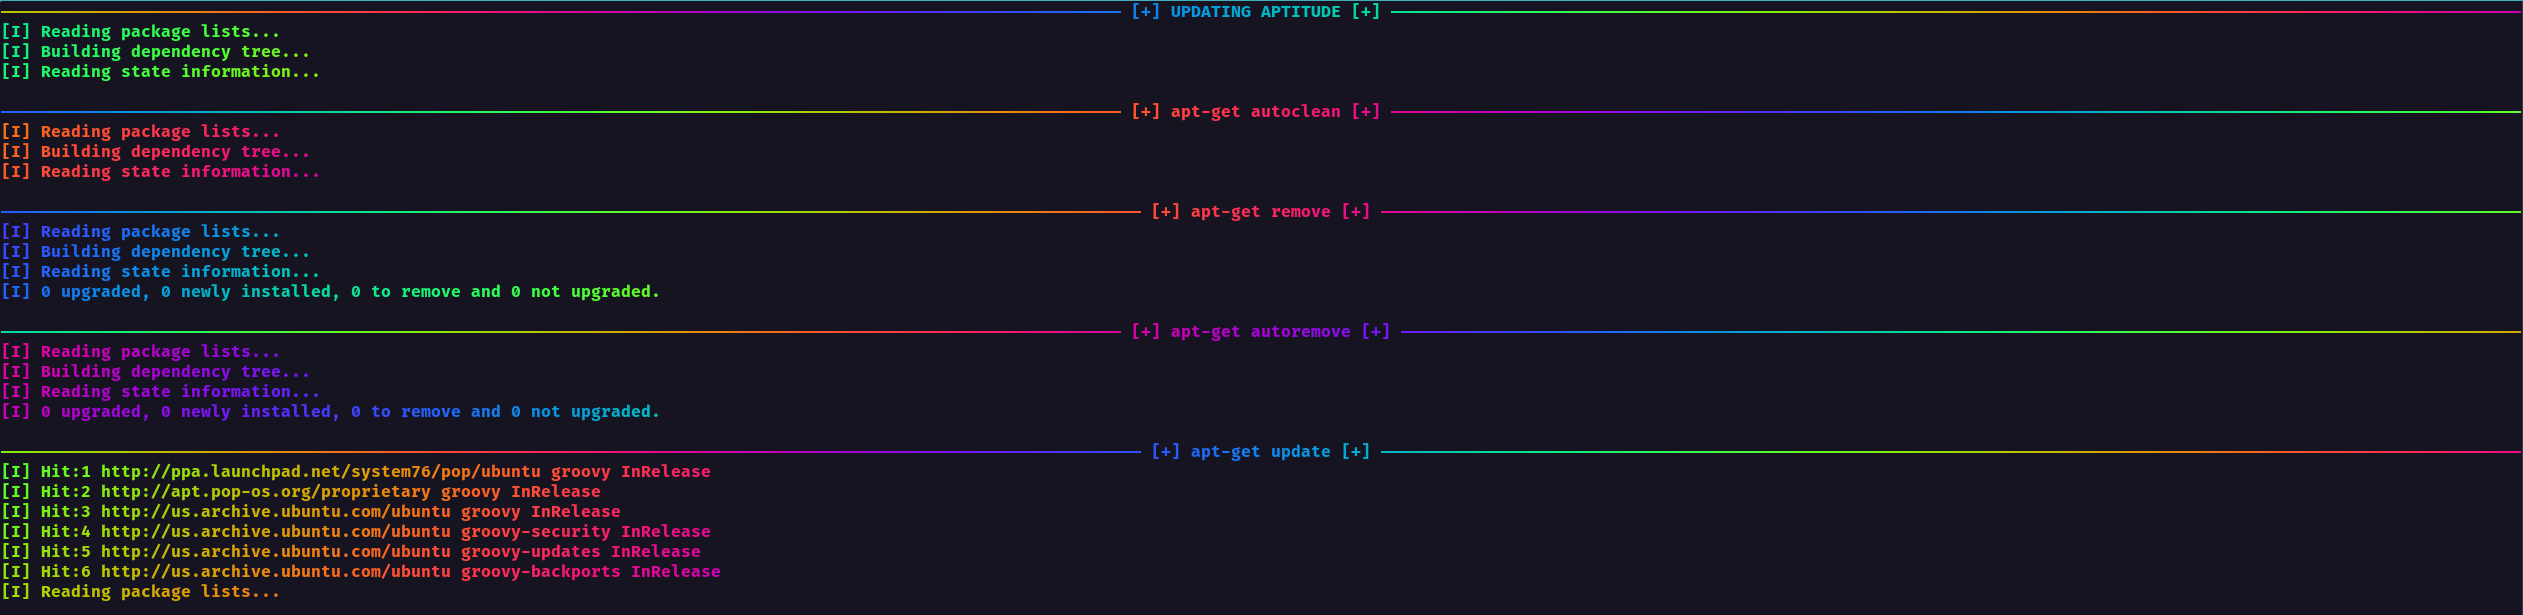 [+] UPDATING APTITUDE [+]
[I] Reading package lists...
[I] Building dependency tree...
[I] Reading state information...
[+] apt-get autoclean [+]
[I] Reading package lists...
[I] Building dependency tree...
[I] Reading state information...
[+] apt-get remove [+]
[I] Reading package lists...
[I] Building dependency tree...
[I] Reading state information...
[I] 0 upgraded, 0 newly installed, 0 to remove and 0 not upgraded.
[+] apt-get autoremove [+]
[I] Reading package lists...
[I] Building dependency tree...
[I] Reading state information...
[I] 0 upgraded, 0 newly installed, 0 to remove and 0 not upgraded.
[+] apt-get update [+]
[I] Hit:1 http://ppa.launchpad.net/system76/pop/ubuntu groovy InRelease
[I] Hit:2 http://apt.pop-os.org/proprietary groovy InRelease
[I] Hit:3 http://us.archive.ubuntu.com/ubuntu groovy InRelease
[I] Hit:4 http://us.archive.ubuntu.com/ubuntu groovy-security InRelease
[I] Hit:5 http://us.archive.ubuntu.com/ubuntu groovy-updates InRelease
[I] Hit:6 http://us.archive.ubuntu.com/ubuntu groovy-backports InRelease
[I] Reading package lists...